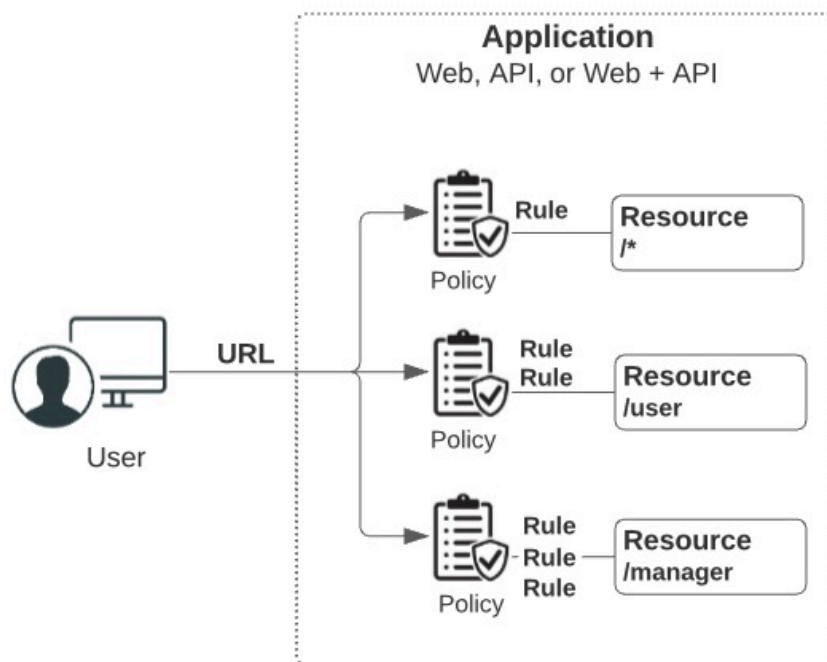 Application
Web, API, or Web + API
Rule
Resource
/*
Policy
URL
Rule
Rule
Resource
/user
Policy
User
Rule
Rule
Rule
Resource
/manager
Policy